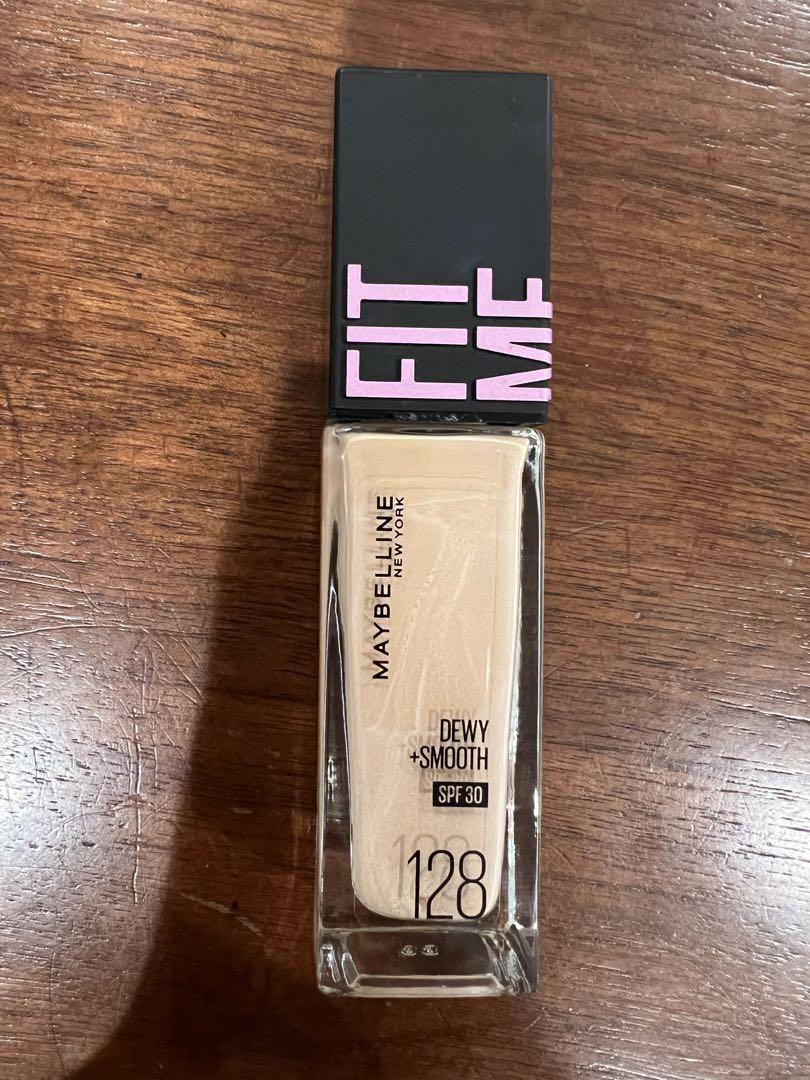 FIT
ME
MAYBELLINE
NEW YORK
DEWY
+SMOOTH
SPF 30
128